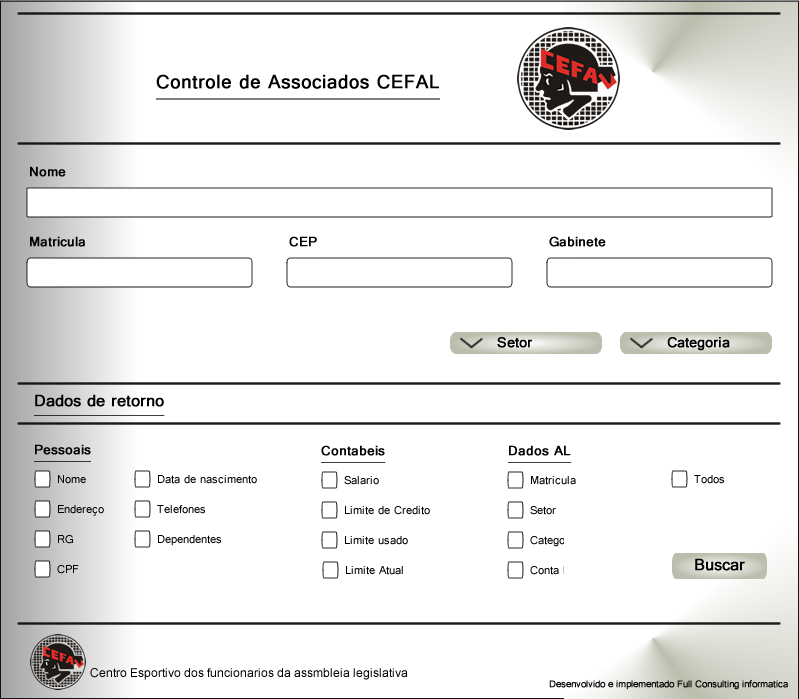 Controle de Associados CEFAL
CEFAL
Nome
Matricula CEP Gabinete
Setor Categoria
Dados de retorno
Pessoais Contabeis Dados AL
Nome Data de nascimento Salario Matricula Todos
Endereço Telefones Limite de Credito Setor
RG Dependentes Limite usado Catego
CPF Limite Atual Conta
Buscar
CEFAL
Centro Esportivo dos funcionarios da assmbleia legislativa
Desenvolvido e implementado Full Consulting informatica